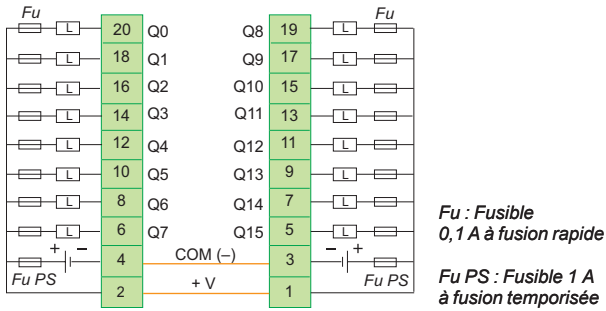 Fu Fu
L 20 Q0 Q8 19 L
L 18 Q1 Q9 17 L
L 16 Q2 Q10 15 L
L 14 Q3 Q11 13 L
L 12 Q4 Q12 11 L
L 10 Q5 Q13 9 L
L 8 Q6 Q14 7 L
L 6 Q7 Q15 5 L
+ – 4 COM (–) 3 – +
Fu PS Fu PS
2 + V 1
Fu : Fusible
0,1 A à fusion rapide
Fu PS : Fusible 1 A
à fusion temporisée